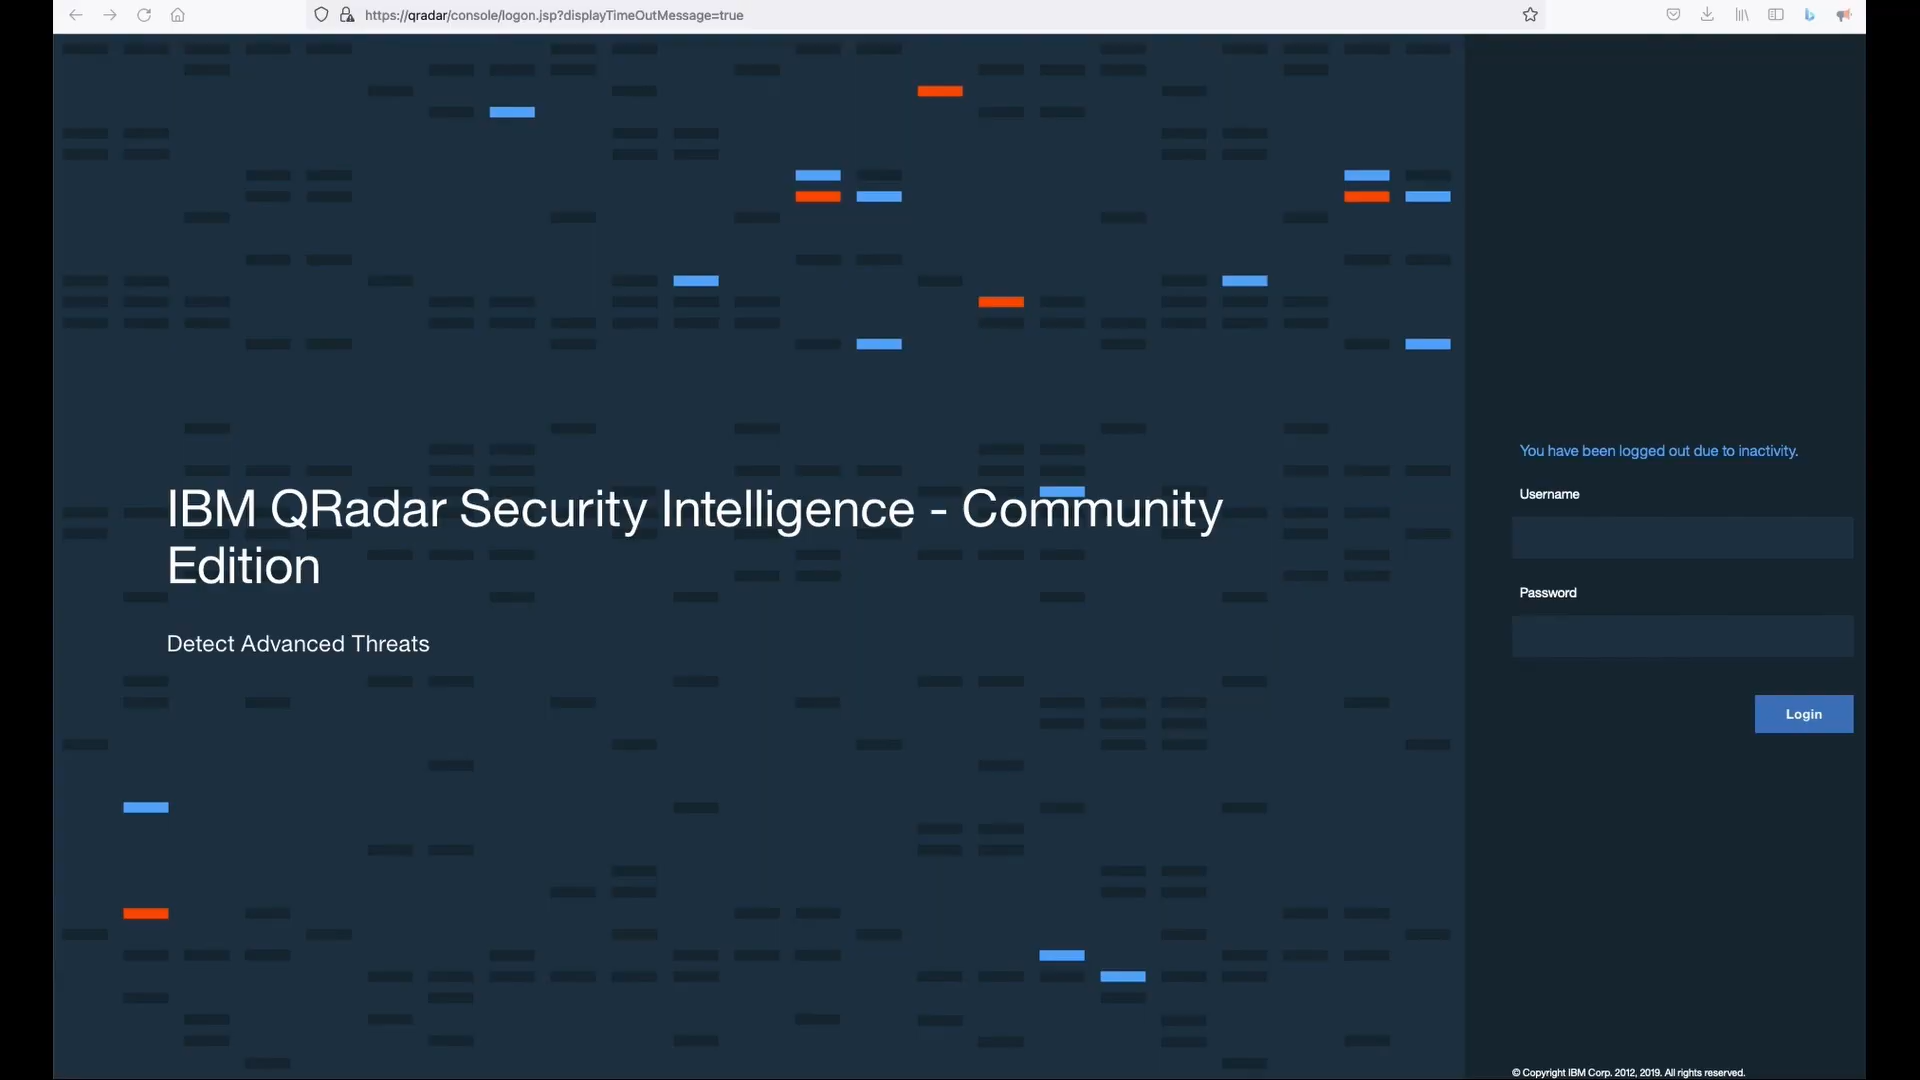 https://qradar/console/logon.jsp?displayTimeOutMessage=true
IBM QRadar Security Intelligence - Community
Edition
Detect Advanced Threats
You have been logged out due to inactivity.
Username
Password
Login
© Copyright IBM Corp. 2012, 2019. All rights reserved.